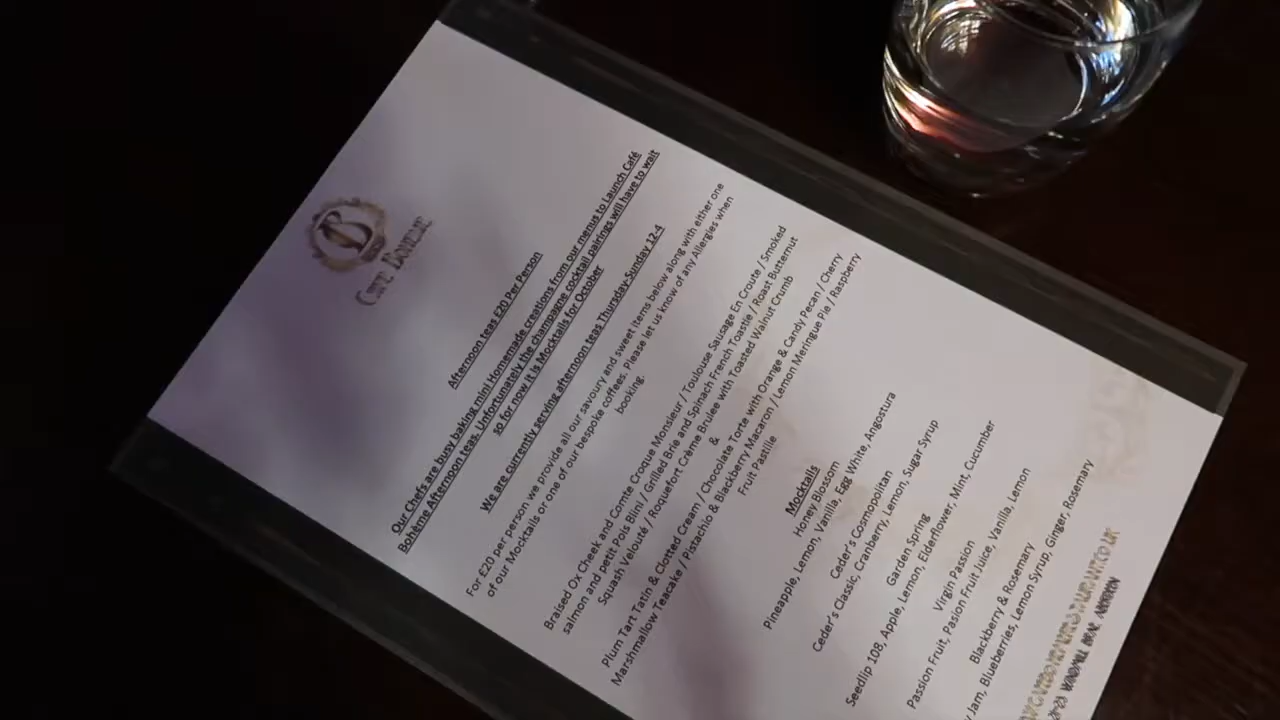 CB
CAFE BOHEME
Afternoon teas £20 Per Person
Our Chefs are busy baking mini Homemade creations from our menus to Launch Café
Bohème Afternoon teas. Unfortunately the champagne cocktail pairings will have to wait
so for now it is Mocktails for October
We are currently serving afternoon teas Thursday-Sunday 12-4
For £20 per person we provide all our savoury and sweet items below along with either one
of our Mocktails or one of our bespoke coffees. Please let us know of any Allergies when
booking.
Braised Ox Cheek and Comte Croque Monsieur / Toulouse Sausage En Croute / Smoked
salmon and petit Pois Blini / Grilled Brie and Spinach French Toastie / Roast Butternut
Squash Velouté / Roquefort Crème Brulee with Toasted Walnut Crumb
&
Plum Tart Tatin & Clotted Cream / Chocolate Torte with Orange & Candy Pecan / Cherry
Marshmallow Teacake / Pistachio & Blackberry Macaron / Lemon Meringue Pie / Raspberry
Fruit Pastille
Mocktails
Honey Blossom
Pineapple, Lemon, Vanilla, Egg White, Angostura
Ceder's Cosmopolitan
Ceder's Classic, Cranberry, Lemon, Sugar Syrup
Garden Spring
Seedlip 108, Apple, Lemon, Elderflower, Mint, Cucumber
Virgin Passion
Passion Fruit, Pasion Fruit Juice, Vanilla, Lemon
Blackberry & Rosemary
Jam, Blueberries, Lemon Syrup, Ginger, Rosemary